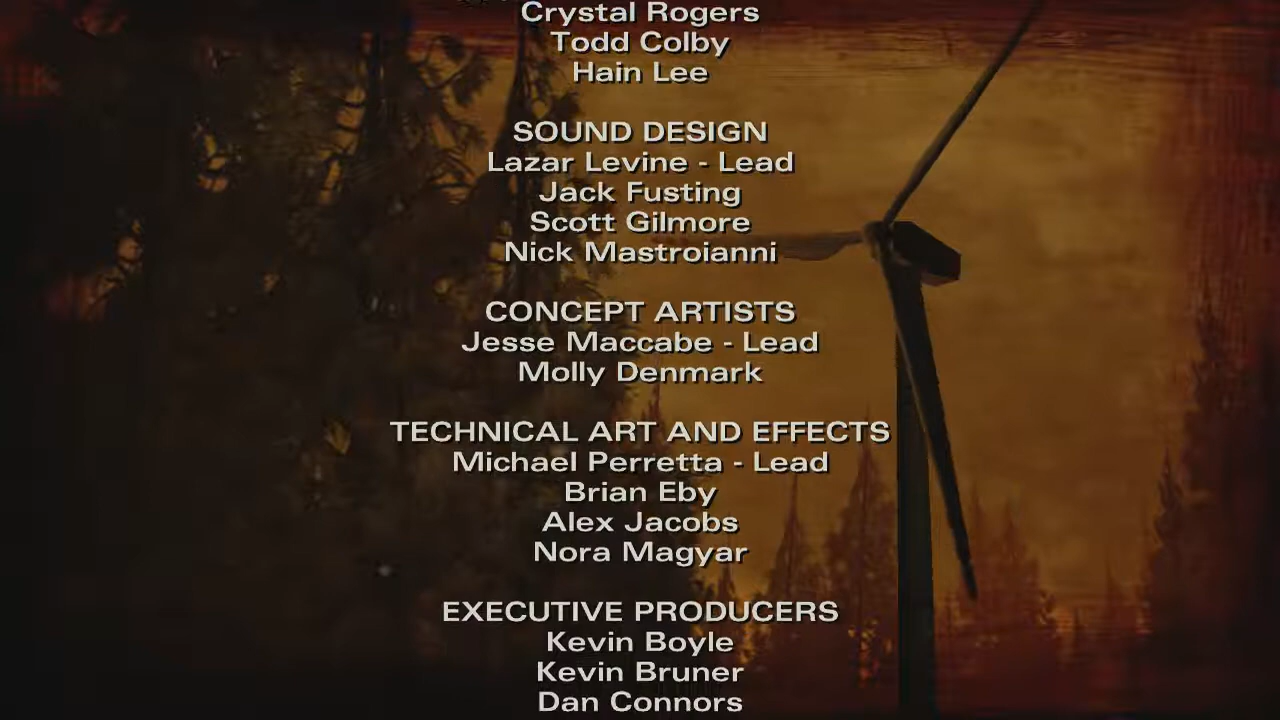 Crystal Rogers
Todd Colby
Hain Lee
SOUND DESIGN
Lazar Levine - Lead
Jack Fusting
Scott Gilmore
Nick Mastroianni
CONCEPT ARTISTS
Jesse Maccabe - Lead
Molly Denmark
TECHNICAL ART AND EFFECTS
Michael Perretta - Lead
Brian Eby
Alex Jacobs
Nora Magyar
EXECUTIVE PRODUCERS
Kevin Boyle
Kevin Bruner
Dan Connors